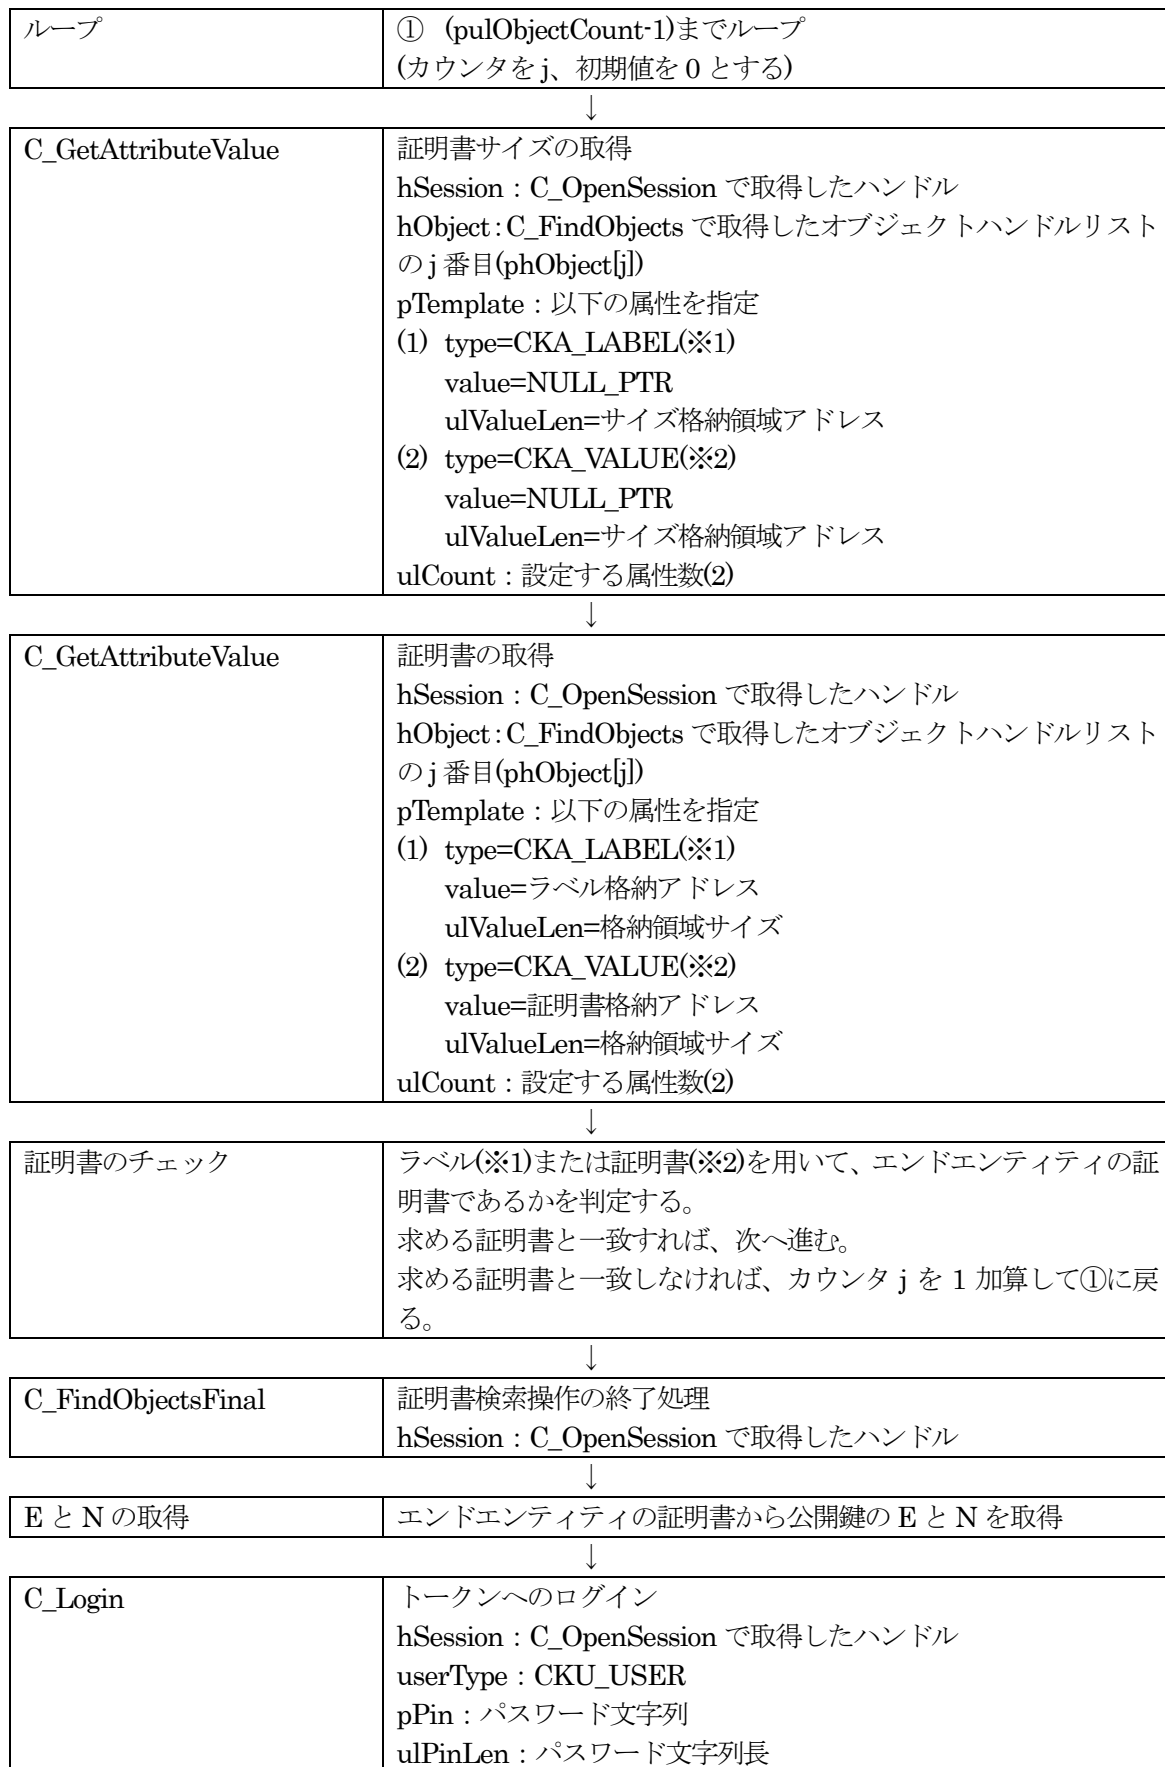 ループ
① (pulObjectCount-1)までループ
(カウンタを j、初期値を 0 とする)
↓
C_GetAttributeValue
証明書サイズの取得
hSession：C_OpenSession で取得したハンドル
hObject：C_FindObjects で取得したオブジェクトハンドルリスト
の j 番目(phObject[j])
pTemplate：以下の属性を指定
(1) type=CKA_LABEL(※1)
value=NULL_PTR
ulValueLen=サイズ格納領域アドレス
(2) type=CKA_VALUE(※2)
value=NULL_PTR
ulValueLen=サイズ格納領域アドレス
ulCount：設定する属性数(2)
↓
C_GetAttributeValue
証明書の取得
hSession：C_OpenSession で取得したハンドル
hObject：C_FindObjects で取得したオブジェクトハンドルリスト
の j 番目(phObject[j])
pTemplate：以下の属性を指定
(1) type=CKA_LABEL(※1)
value=ラベル格納アドレス
ulValueLen=格納領域サイズ
(2) type=CKA_VALUE(※2)
value=証明書格納アドレス
ulValueLen=格納領域サイズ
ulCount：設定する属性数(2)
↓
証明書のチェック
ラベル(※1)または証明書(※2)を用いて、エンドエンティティの証
明書であるかを判定する。
求める証明書と一致すれば、次へ進む。
求める証明書と一致しなければ、カウンタ j を 1 加算して①に戻
る。
↓
C_FindObjectsFinal
証明書検索操作の終了処理
hSession：C_OpenSession で取得したハンドル
↓
E と N の取得
エンドエンティティの証明書から公開鍵の E と N を取得
↓
C_Login
トークンへのログイン
hSession：C_OpenSession で取得したハンドル
userType：CKU_USER
pPin：パスワード文字列
ulPinLen：パスワード文字列長